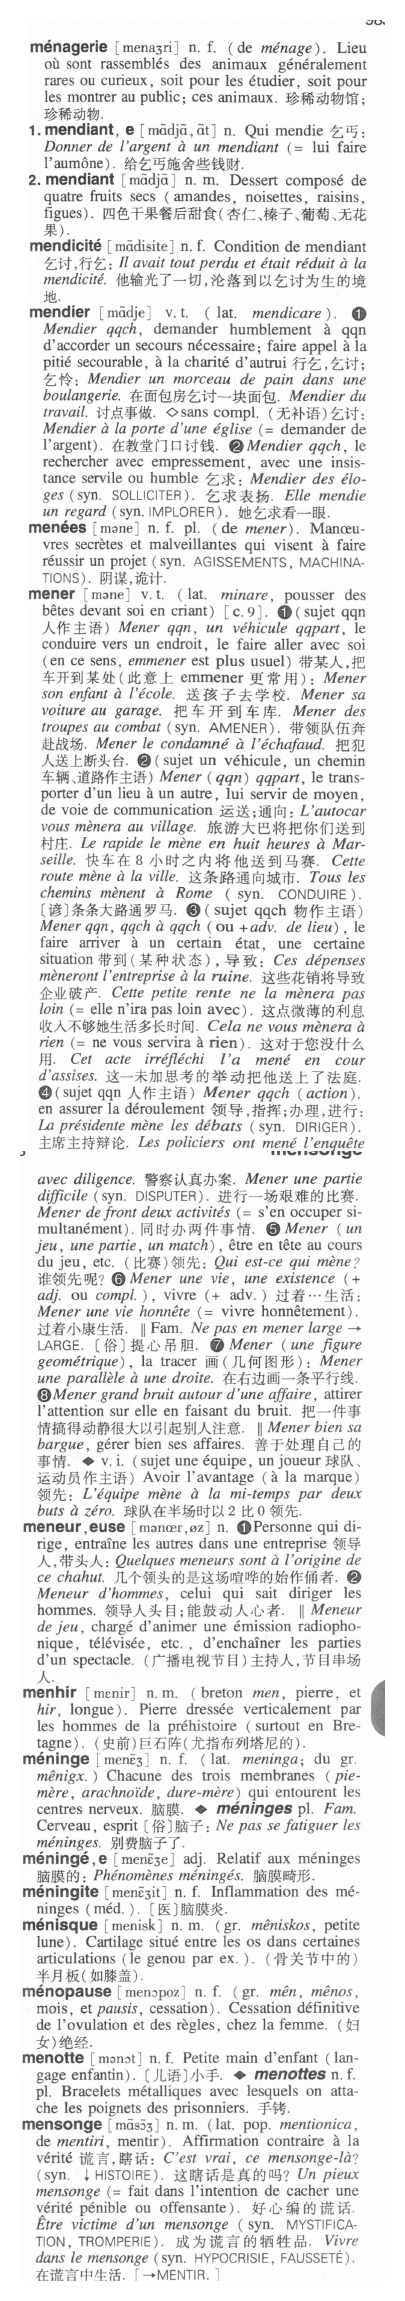 ménagerie [menaʒri] n. f. (de ménage). Lieu
où sont rassemblés des animaux généralement
rares ou curieux, soit pour les étudier, soit pour
les montrer au public; ces animaux. 珍稀动物馆;
珍稀动物.
1. mendiant, e [mɑ̃djɑ̃, ɑ̃t] n. Qui mendie 乞丐:
Donner de l'argent à un mendiant (= lui faire
l'aumône). 给乞丐施舍些钱财.
2. mendiant [mɑ̃djɑ̃] n. m. Dessert composé de
quatre fruits secs (amandes, noisettes, raisins,
figues). 四色干果餐后甜食(杏仁、榛子、葡萄、无花
果).
mendicité [mɑ̃disite] n. f. Condition de mendiant
乞讨,行乞: Il avait tout perdu et était réduit à la
mendicité. 他输光了一切,沦落到以乞讨为生的境
地.
mendier [mɑ̃dje] v. t. (lat. mendicare). ❶
Mendier qqch, demander humblement à qqn
d'accorder un secours nécessaire; faire appel à la
pitié secourable, à la charité d'autrui 行乞,乞讨;
乞怜: Mendier un morceau de pain dans une
boulangerie. 在面包房乞讨一块面包. Mendier du
travail. 讨点事做. ◇sans compl. (无补语)乞讨:
Mendier à la porte d'une église (= demander de
l'argent). 在教堂门口讨钱. ❷Mendier qqch, le
rechercher avec empressement, avec une insis-
tance servile ou humble 乞求: Mendier des élo-
ges (syn. SOLLICITER). 乞求表扬. Elle mendie
un regard (syn. IMPLORER). 她乞求看一眼.
menées [məne] n. f. pl. (de mener). Manœu-
vres secrètes et malveillantes qui visent à faire
réussir un projet (syn. AGISSEMENTS, MACHINA-
TIONS). 阴谋,诡计.
mener [məne] v. t. (lat. minare, pousser des
bêtes devant soi en criant) [c. 9]. ❶(sujet qqn
人作主语) Mener qqn, un véhicule qqpart, le
conduire vers un endroit, le faire aller avec soi
(en ce sens, emmener est plus usuel) 带某人,把
车开到某处(此意上 emmener 更常用): Mener
son enfant à l'école. 送孩子去学校. Mener sa
voiture au garage. 把车开到车库. Mener des
troupes au combat (syn. AMENER). 带领队伍奔
赴战场. Mener le condamné à l'échafaud. 把犯
人送上断头台. ❷(sujet un véhicule, un chemin
车辆、道路作主语) Mener (qqn) qqpart, le trans-
porter d'un lieu à un autre, lui servir de moyen,
de voie de communication 运送;通向: L'autocar
vous mènera au village. 旅游大巴将把你们送到
村庄. Le rapide le mène en huit heures à Mar-
seille. 快车在 8 小时之内将他送到马赛. Cette
route mène à la ville. 这条路通向城市. Tous les
chemins mènent à Rome (syn. CONDUIRE).
[谚]条条大路通罗马. ❸(sujet qqch 物作主语)
Mener qqn, qqch à qqch (ou +adv. de lieu), le
faire arriver à un certain état, une certaine
situation 带到(某种状态),导致: Ces dépenses
mèneront l'entreprise à la ruine. 这些花销将导致
企业破产. Cette petite rente ne la mènera pas
loin (= elle n'ira pas loin avec). 这点微薄的利息
收入不够她生活多长时间. Cela ne vous mènera à
rien (= ne vous servira à rien). 这对于您没什么
用. Cet acte irréfléchi l'a mené en cour
d'assises. 这一未加思考的举动把他送上了法庭.
❹(sujet qqn 人作主语) Mener qqch (action).
en assurer la déroulement 领导,指挥;办理,进行:
La présidente mène les débats (syn. DIRIGER).
主席主持辩论. Les policiers ont mené l'enquête
mensonge
avec diligence. 警察认真办案. Mener une partie
difficile (syn. DISPUTER). 进行一场艰难的比赛.
Mener de front deux activités (= s'en occuper si-
multanément). 同时办两件事情. ❺ Mener (un
jeu, une partie, un match), être en tête au cours
du jeu, etc. (比赛)领先: Qui est-ce qui mène?
谁领先呢? ❻ Mener une vie, une existence (+
adj. ou compl.), vivre (+ adv.) 过着…生活:
Mener une vie honnête (= vivre honnêtement).
过着小康生活. ‖ Fam. Ne pas en mener large →
LARGE. [俗]提心吊胆. ❼ Mener (une figure
geométrique), la tracer 画(几何图形): Mener
une parallèle à une droite. 在右边画一条平行线.
❽Mener grand bruit autour d'une affaire, attirer
l'attention sur elle en faisant du bruit. 把一件事
情搞得动静很大以引起别人注意. ‖ Mener bien sa
bargue, gérer bien ses affaires. 善于处理自己的
事情. ◆ v. i. (sujet une équipe, un joueur 球队、
运动员作主语) Avoir l'avantage (à la marque)
领先: L'équipe mène à la mi-temps par deux
buts à zéro. 球队在半场时以 2 比 0 领先.
meneur, euse [mənœr, øz] n. ❶Personne qui di-
rige, entraîne les autres dans une entreprise 领导
人,带头人: Quelques meneurs sont à l'origine de
ce chahut. 几个领头的是这场喧哗的始作俑者. ❷
Meneur d'hommes, celui qui sait diriger les
hommes. 领导人头目;能鼓动人心者. ‖ Meneur
de jeu, chargé d'animer une émission radiopho-
nique, télévisée, etc., d'enchaîner les parties
d'un spectacle. (广播电视节目)主持人,节目串场
人.
menhir [mɛnir] n. m. (breton men, pierre, et
hir, longue). Pierre dressée verticalement par
les hommes de la préhistoire (surtout en Bre-
tagne). (史前)巨石阵(尤指布列塔尼的).
méninge [menɛ̃ʒ] n. f. (lat. meninga; du gr.
mênigx.) Chacune des trois membranes (pie-
mère, arachnoïde, dure-mère) qui entourent les
centres nerveux. 脑膜. ◆ méninges pl. Fam.
Cerveau, esprit [俗]脑子: Ne pas se fatiguer les
méninges. 别费脑子了.
méningé, e [menɛ̃ʒe] adj. Relatif aux méninges
脑膜的: Phénomènes méningés. 脑膜畸形.
méningite [menɛ̃ʒit] n. f. Inflammation des mé-
ninges (méd.). [医]脑膜炎.
ménisque [menisk] n. m. (gr. mêniskos, petite
lune). Cartilage situé entre les os dans certaines
articulations (le genou par ex.). (骨关节中的)
半月板(如膝盖).
ménopause [menɔpoz] n. f. (gr. mên, mênos,
mois, et pausis, cessation). Cessation définitive
de l'ovulation et des règles, chez la femme. (妇
女)绝经.
menotte [mənɔt] n. f. Petite main d'enfant (lan-
gage enfantin). [儿语]小手. ◆ menottes n. f.
pl. Bracelets métalliques avec lesquels on atta-
che les poignets des prisonniers. 手铐.
mensonge [mɑ̃sɔ̃ʒ] n. m. (lat. pop. mentionica,
de mentiri, mentir). Affirmation contraire à la
vérité 谎言,瞎话: C'est vrai, ce mensonge-là?
(syn. ↓HISTOIRE). 这瞎话是真的吗? Un pieux
mensonge (= fait dans l'intention de cacher une
vérité pénible ou offensante). 好心编的谎话.
Être victime d'un mensonge (syn. MYSTIFICA-
TION, TROMPERIE). 成为谎言的牺牲品. Vivre
dans le mensonge (syn. HYPOCRISIE, FAUSSETÉ).
在谎言中生活. [→MENTIR.]